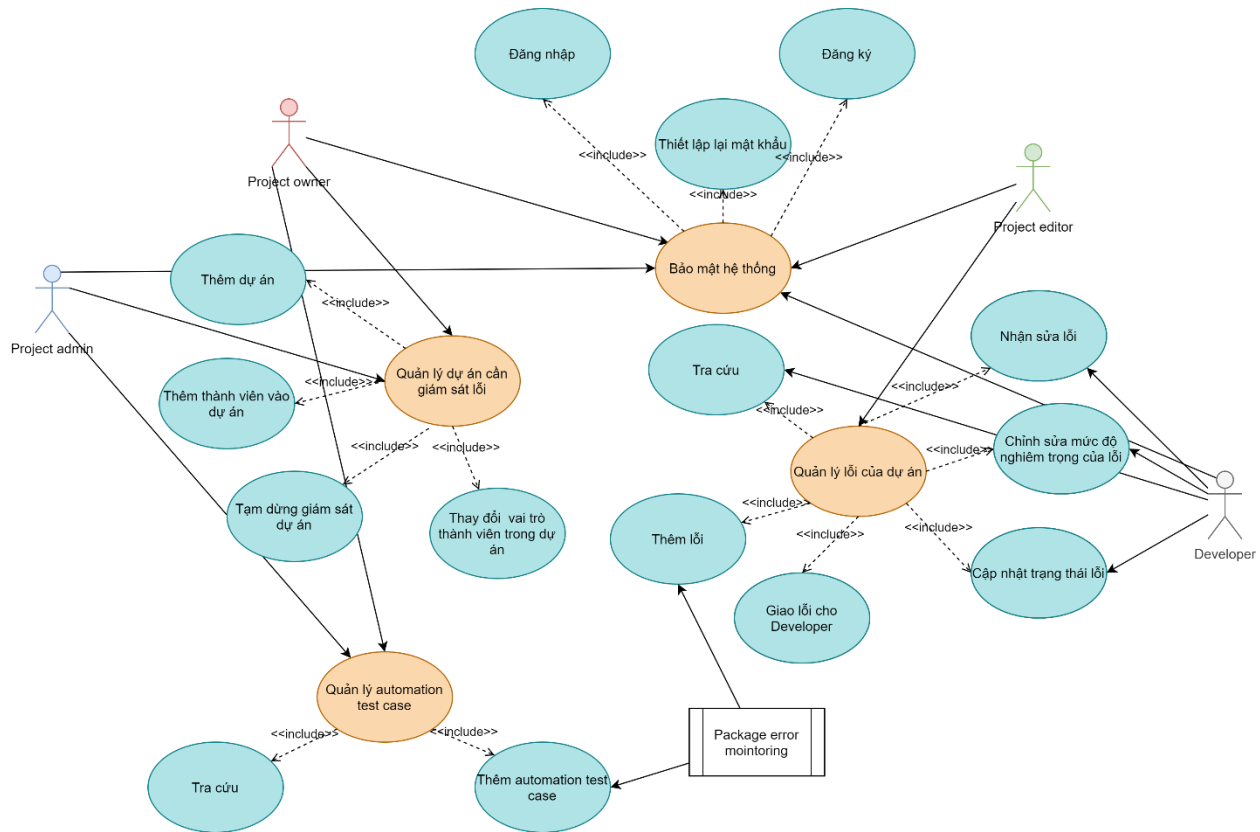 Đăng nhập
Đăng ký
Thiết lập lại mật khẩu
<<include>>
<<include>>
<<include>>
Project owner
Project editor
Bảo mật hệ thống
Thêm dự án
<<include>>
Project admin
Nhận sửa lỗi
Tra cứu
Quản lý dự án cần
giám sát lỗi
<<include>>
<<include>>
Thêm thành viên vào
dự án
<<include>>
<<include>>
<<include>>
<<include>>
Chỉnh sửa mức độ
nghiêm trọng của lỗi
Quản lý lỗi của dự án
<<include>>
<<include>>
<<include>>
Tạm dừng giám sát
dự án
Thay đổi  vai trò
thành viên trong dự
án
Thêm lỗi
Developer
Cập nhật trạng thái lỗi
Giao lỗi cho
Developer
Quản lý automation
test case
<<include>>
<<include>>
Package error
mointoring
Tra cứu
Thêm automation test
case